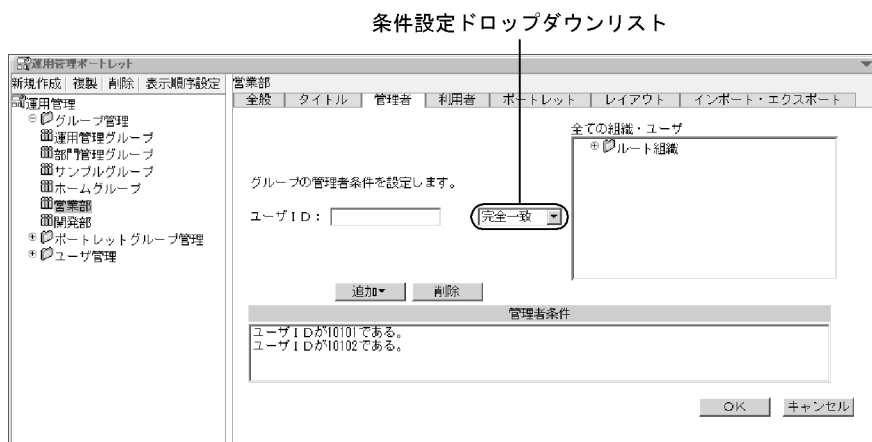 条件設定ドロップダウンリスト
運用管理ポートレット
新規作成 複製 削除 表示順序設定
営業部
全般 タイトル 管理者 利用者 ポートレット レイアウト インポート・エクスポート
運用管理
グループ管理
運用管理グループ
部門管理グループ
サンプルグループ
ホームグループ
営業部
開発部
ポートレットグループ管理
ユーザ管理
全ての組織・ユーザ
ルート組織
グループの管理者条件を設定します。
ユーザID： 完全一致
追加▼ 削除
管理者条件
ユーザIDが10101である。
ユーザIDが10102である。
OK キャンセル